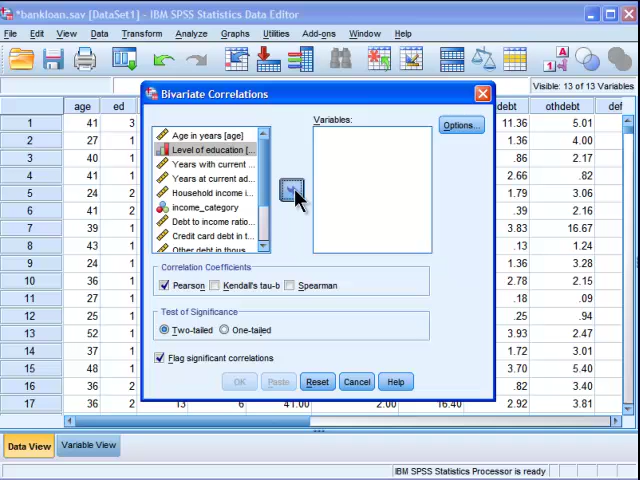 *bankloan.sav [DataSet1] - IBM SPSS Statistics Data Editor
File Edit View Data Transform Analyze Graphs Utilities Add-ons Window Help
Visible: 13 of 13 Variables
age ed debt othdebt def
1 41 3 11.36 5.01
2 27 1 1.36 4.00
3 40 1 .86 2.17
4 41 1 2.66 .82
5 24 2 1.79 3.06
6 41 2 .39 2.16
7 39 1 3.83 16.67
8 43 1 .13 1.24
9 24 1 1.36 3.28
10 36 1 2.78 2.15
11 27 1 .18 .09
12 25 1 .25 .94
13 52 1 3.93 2.47
14 37 1 1.72 3.01
15 48 1 3.70 5.40
16 36 2 .82 3.40
17 36 2 13 6 41.00 2.00 16.40 2.92 3.81
Bivariate Correlations
Variables:
Options...
Age in years [age]
Level of education [...
Years with current ...
Years at current ad...
Household income i...
income_category
Debt to income ratio...
Credit card debt in t...
Other debt in thous...
Correlation Coefficients
Pearson Kendall's tau-b Spearman
Test of Significance
Two-tailed One-tailed
Flag significant correlations
OK Paste Reset Cancel Help
Data View Variable View
IBM SPSS Statistics Processor is ready